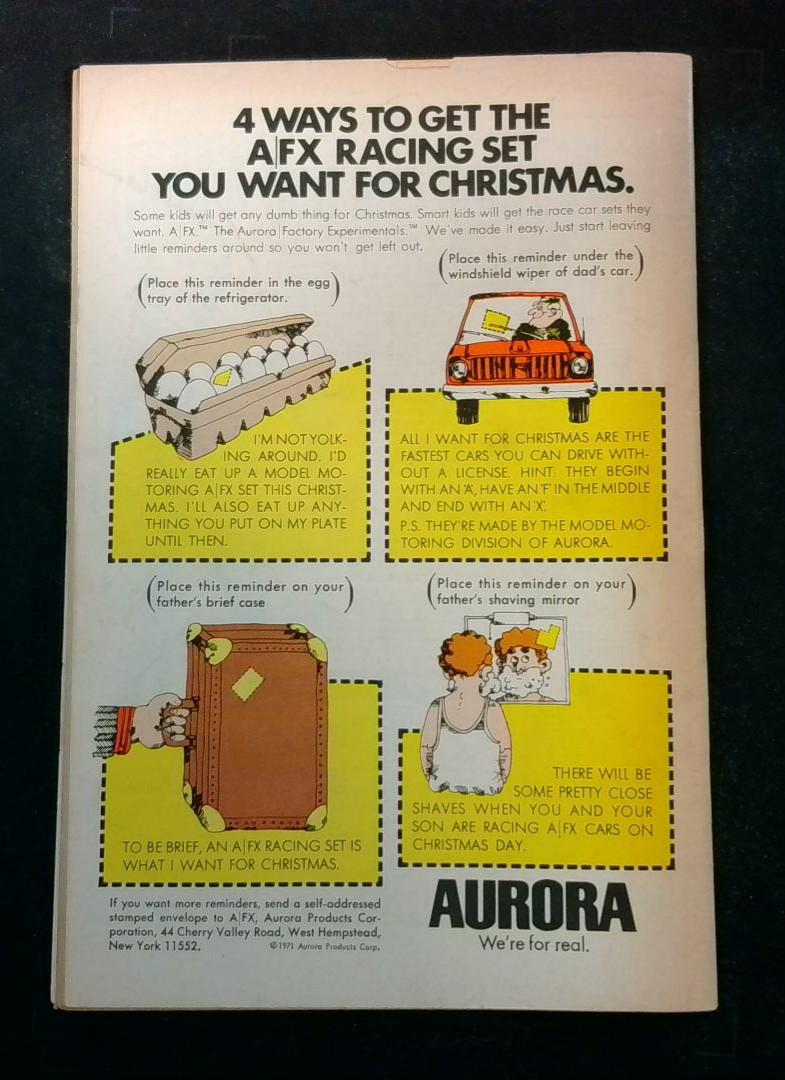 4 WAYS TO GET THE
A|FX RACING SET
YOU WANT FOR CHRISTMAS.
Some kids will get any dumb thing for Christmas. Smart kids will get the race car sets they
want. A|FX.™ The Aurora|Factory Experimentals.™ We've made it easy. Just start leaving
little reminders around so you won't get left out.
(Place this reminder in the egg
tray of the refrigerator.)
I'M NOT YOLK-
ING AROUND. I'D
REALLY EAT UP A MODEL MO-
TORING A|FX SET THIS CHRIST-
MAS. I'LL ALSO EAT UP ANY-
THING YOU PUT ON MY PLATE
UNTIL THEN.
(Place this reminder under the
windshield wiper of dad's car.)
ALL I WANT FOR CHRISTMAS ARE THE
FASTEST CARS YOU CAN DRIVE WITH-
OUT A LICENSE. HINT: THEY BEGIN
WITH AN 'A', HAVE AN 'F' IN THE MIDDLE
AND END WITH AN 'X'.
P.S. THEY'RE MADE BY THE MODEL MO-
TORING DIVISION OF AURORA.
(Place this reminder on your
father's brief case)
TO BE BRIEF, AN A|FX RACING SET IS
WHAT I WANT FOR CHRISTMAS.
(Place this reminder on your
father's shaving mirror)
THERE WILL BE
SOME PRETTY CLOSE
SHAVES WHEN YOU AND YOUR
SON ARE RACING A|FX CARS ON
CHRISTMAS DAY.
If you want more reminders, send a self-addressed
stamped envelope to A|FX, Aurora Products Cor-
poration, 44 Cherry Valley Road, West Hempstead,
New York 11552. ©1971 Aurora Products Corp.
AURORA
We're for real.